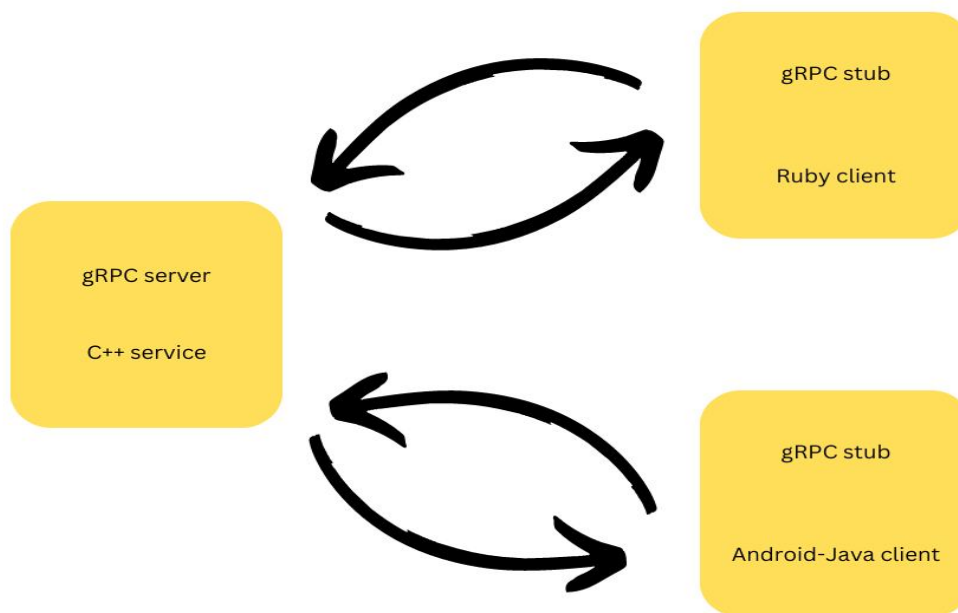 gRPC stub
Ruby client
gRPC server
C++ service
gRPC stub
Android-Java client